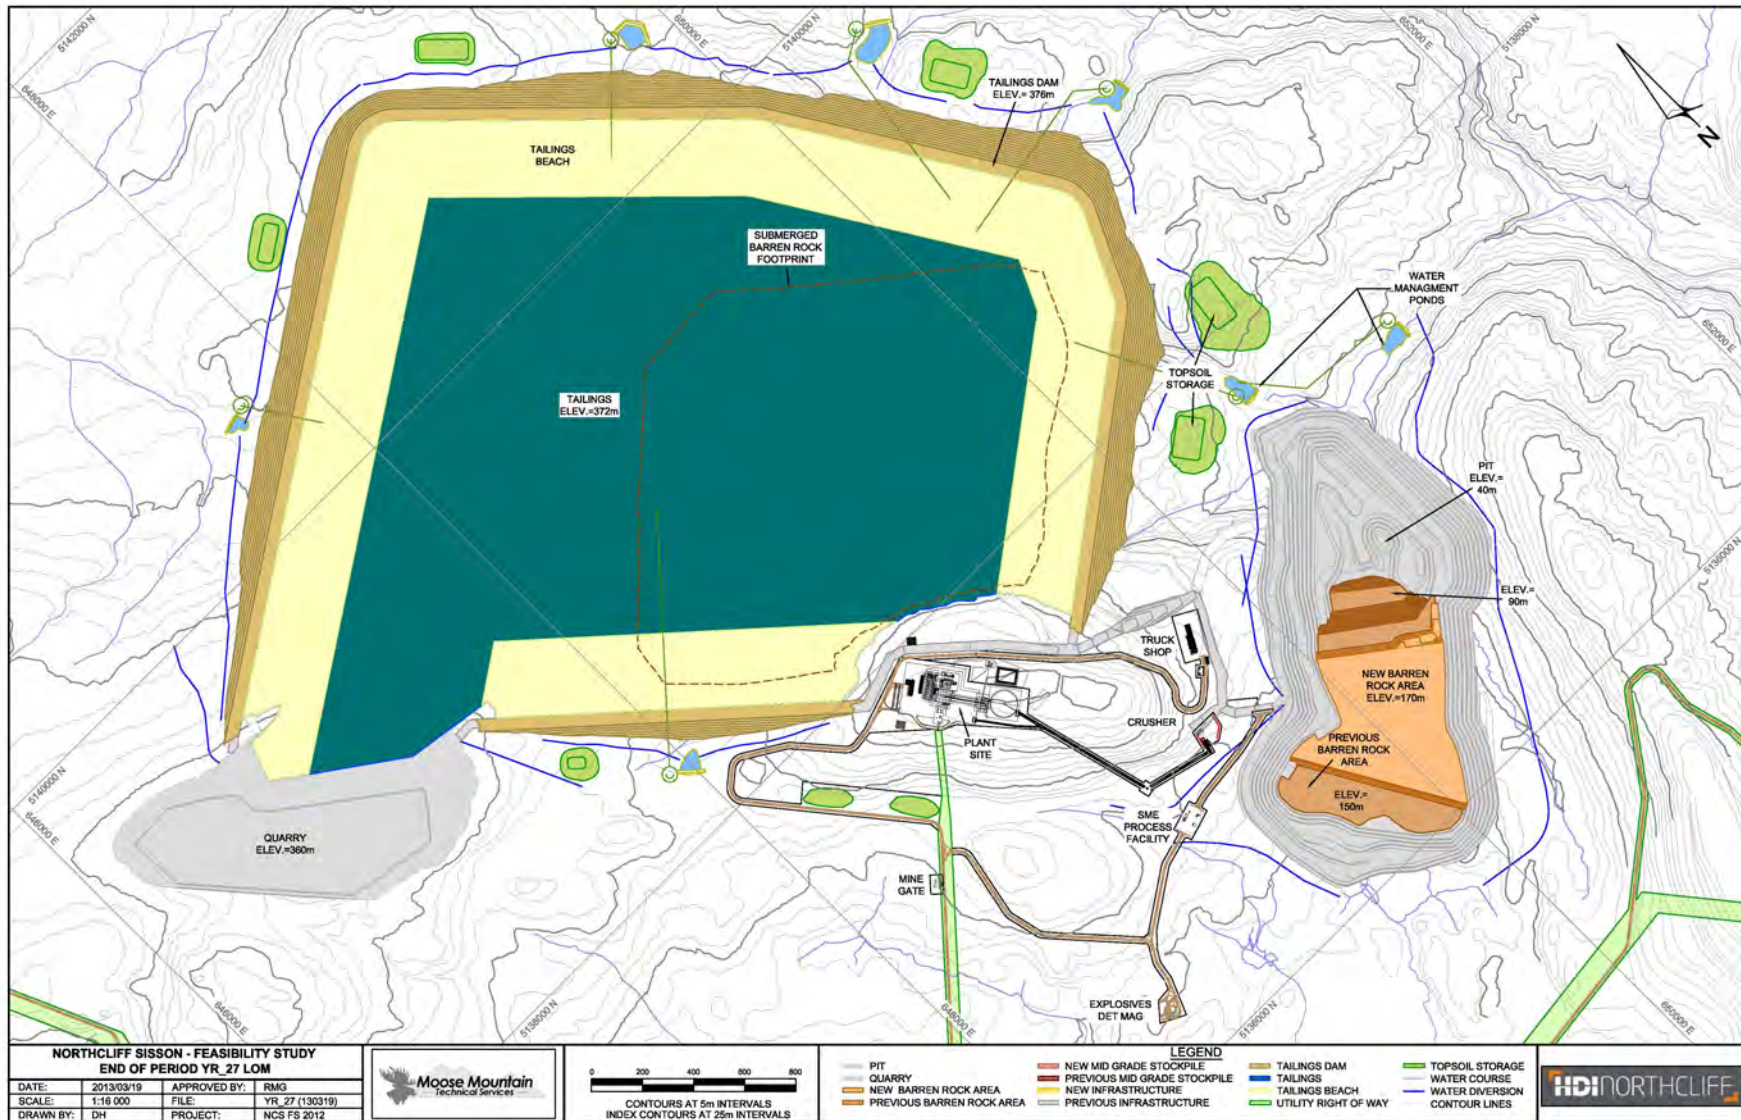 5142000 N
650000 E
5140000 N
652000 E
5138000 N
648000 E
N
TAILINGS DAM
ELEV.= 376m
TAILINGS
BEACH
SUBMERGED
BARREN ROCK
FOOTPRINT
WATER
MANAGMENT
PONDS
652000 E
TOPSOIL
STORAGE
TAILINGS
ELEV.=372m
PIT
ELEV.=
40m
5136000 N
ELEV.=
90m
TRUCK
SHOP
NEW BARREN
ROCK AREA
ELEV.=170m
CRUSHER
PLANT
SITE
PREVIOUS
BARREN ROCK
AREA
ELEV.=
150m
5140000 N
646000 E
QUARRY
ELEV.=360m
SME
PROCESS
FACILITY
MINE
GATE
EXPLOSIVES
DET MAG
646000 E
5138000 N
648000 E
5136000 N
650000 E
NORTHCLIFF SISSON - FEASIBILITY STUDY
END OF PERIOD YR_27 LOM
DATE: 2013/03/19 APPROVED BY: RMG
SCALE: 1:16 000 FILE: YR_27 (130319)
DRAWN BY: DH PROJECT: NCS FS 2012
Moose Mountain
Technical Services
0 200 400 600 800
CONTOURS AT 5m INTERVALS
INDEX CONTOURS AT 25m INTERVALS
LEGEND
PIT
QUARRY
NEW BARREN ROCK AREA
PREVIOUS BARREN ROCK AREA
NEW MID GRADE STOCKPILE
PREVIOUS MID GRADE STOCKPILE
NEW INFRASTRUCTURE
PREVIOUS INFRASTRUCTURE
TAILINGS DAM
TAILINGS
TAILINGS BEACH
UTILITY RIGHT OF WAY
TOPSOIL STORAGE
WATER COURSE
WATER DIVERSION
CONTOUR LINES
HDINORTHCLIFF